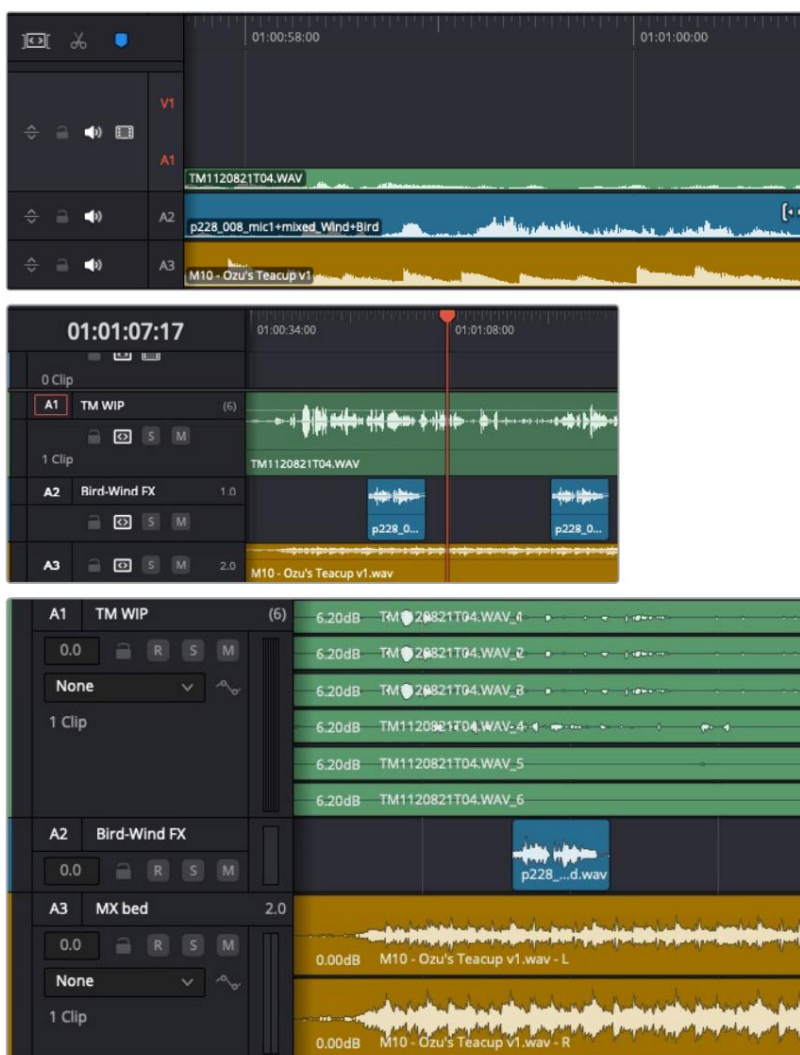 01:00:58:00 01:01:00:00
V1
A1
TM1120821T04.WAV
A2 p228_008_mic1+mixed_Wind+Bird
A3 M10 - Ozu's Teacup v1
01:01:07:17 01:00:34:00 01:01:08:00
0 Clip
A1 TM WIP (6)
S M
1 Clip TM1120821T04.WAV
A2 Bird-Wind FX 1.0
S M p228_0... p228_0...
A3 S M 2.0 M10 - Ozu's Teacup v1.wav
A1 TM WIP (6) 6.20dB TM1120821T04.WAV_1
0.0 R S M 6.20dB TM1120821T04.WAV_2
None 6.20dB TM1120821T04.WAV_3
1 Clip 6.20dB TM1120821T04.WAV_4
6.20dB TM1120821T04.WAV_5
6.20dB TM1120821T04.WAV_6
A2 Bird-Wind FX
0.0 R S M p228_...d.wav
A3 MX bed 2.0
0.0 R S M 0.00dB M10 - Ozu's Teacup v1.wav - L
None
1 Clip
0.00dB M10 - Ozu's Teacup v1.wav - R